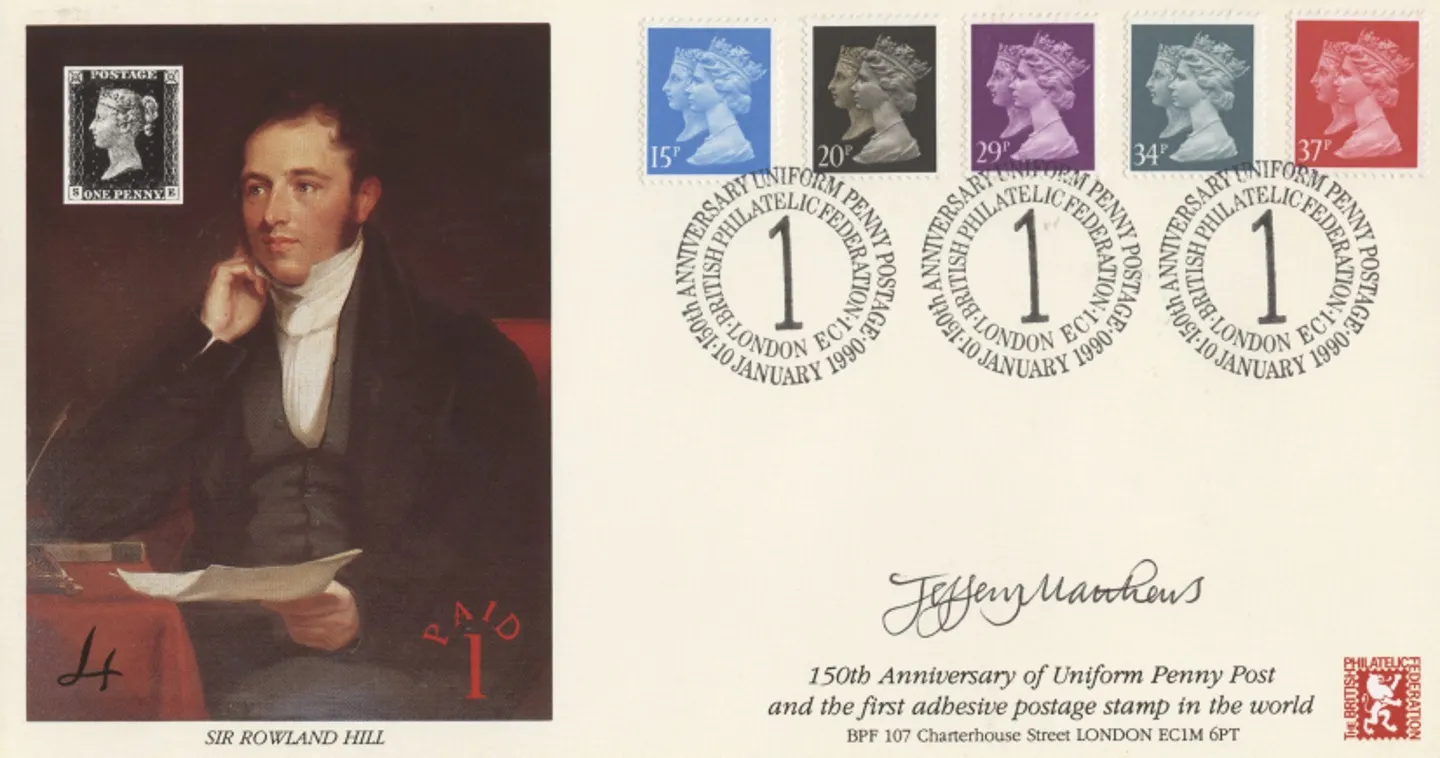 POSTAGE
S E
ONE PENNY.
4
PAID
1
SIR ROWLAND HILL
15P
20P
29P
34P
37P
150th ANNIVERSARY UNIFORM PENNY POSTAGE · 10 JANUARY 1990 ·
BRITISH PHILATELIC FEDERATION · LONDON EC1 ·
1
150th ANNIVERSARY UNIFORM PENNY POSTAGE · 10 JANUARY 1990 ·
BRITISH PHILATELIC FEDERATION · LONDON EC1 ·
1
150th ANNIVERSARY UNIFORM PENNY POSTAGE · 10 JANUARY 1990 ·
BRITISH PHILATELIC FEDERATION · LONDON EC1 ·
1
Jeffery Matthews
150th Anniversary of Uniform Penny Post
and the first adhesive postage stamp in the world
BPF 107 Charterhouse Street LONDON EC1M 6PT
THE BRITISH PHILATELIC FEDERATION